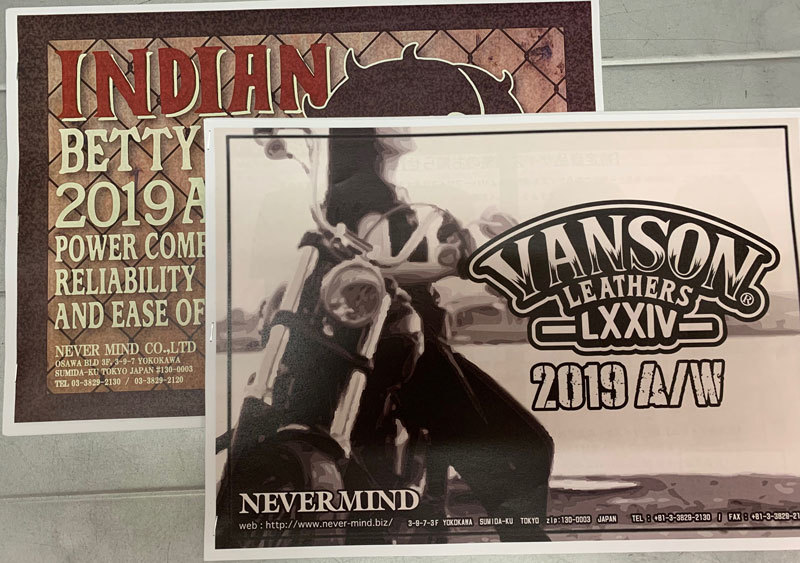 INDIAN
BETTY
2019 A
POWER COMP
RELIABILITY
AND EASE OF
NEVER MIND CO.,LTD
OSAWA BLD 3F, 3-9-7 YOKOKAWA
SUMIDA-KU TOKYO JAPAN #130-0003
TEL 03-3829-2130 / 03-3829-2120
VANSON®
LEATHERS
LXXIV
2019 A/W
NEVERMIND
web : http://www.never-mind.biz/ 3-9-7-3F YOKOKAWA SUMIDA-KU TOKYO zip:130-0003 JAPAN TEL : +81-3-3829-2130 / FAX : +81-3-3829-21